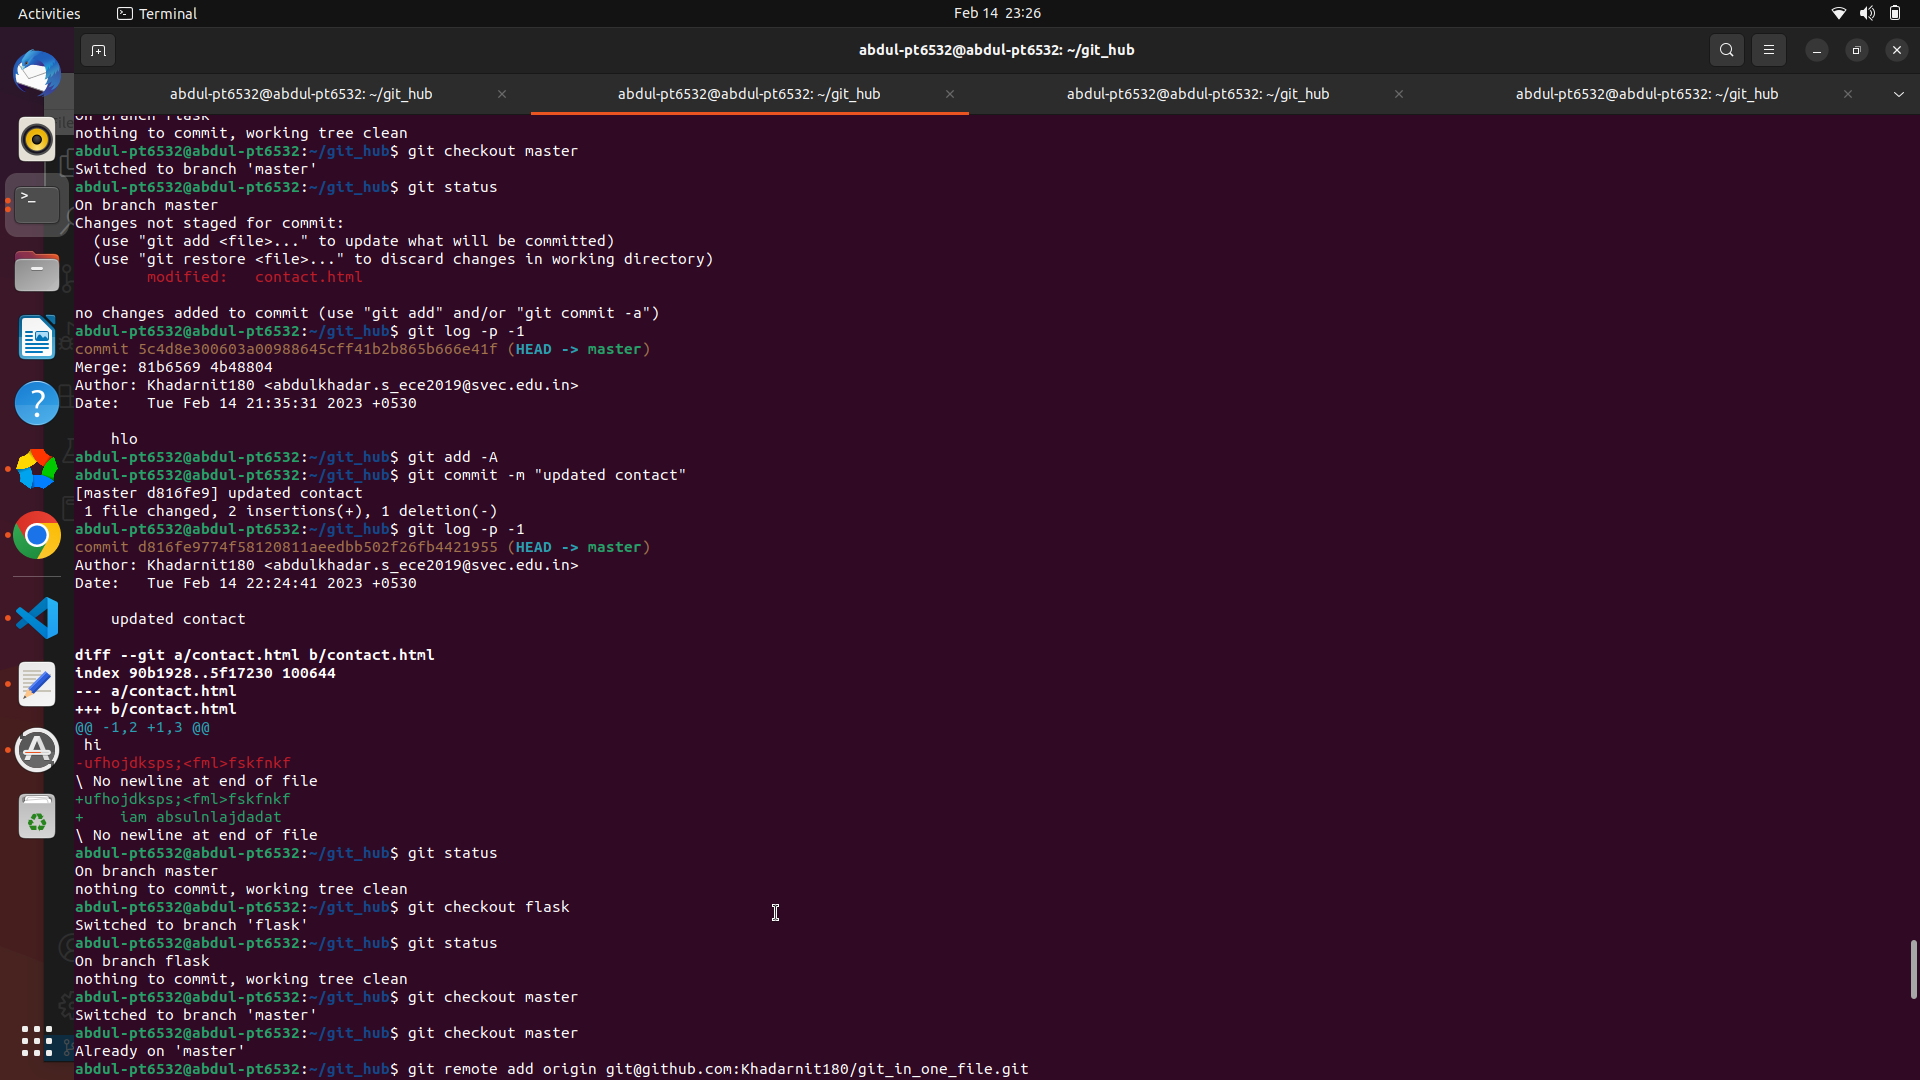 Activities
Terminal
Feb 14 23:26
abdul-pt6532@abdul-pt6532: ~/git_hub
abdul-pt6532@abdul-pt6532: ~/git_hub
abdul-pt6532@abdul-pt6532: ~/git_hub
abdul-pt6532@abdul-pt6532: ~/git_hub
abdul-pt6532@abdul-pt6532: ~/git_hub
On branch flask
nothing to commit, working tree clean
abdul-pt6532@abdul-pt6532:~/git_hub$ git checkout master
Switched to branch 'master'
abdul-pt6532@abdul-pt6532:~/git_hub$ git status
On branch master
Changes not staged for commit:
  (use "git add <file>..." to update what will be committed)
  (use "git restore <file>..." to discard changes in working directory)
        modified:   contact.html
no changes added to commit (use "git add" and/or "git commit -a")
abdul-pt6532@abdul-pt6532:~/git_hub$ git log -p -1
commit 5c4d8e300603a00988645cff41b2b865b666e41f (HEAD -> master)
Merge: 81b6569 4b48804
Author: Khadarnit180 <abdulkhadar.s_ece2019@svec.edu.in>
Date:   Tue Feb 14 21:35:31 2023 +0530
    hlo
abdul-pt6532@abdul-pt6532:~/git_hub$ git add -A
abdul-pt6532@abdul-pt6532:~/git_hub$ git commit -m "updated contact"
[master d816fe9] updated contact
 1 file changed, 2 insertions(+), 1 deletion(-)
abdul-pt6532@abdul-pt6532:~/git_hub$ git log -p -1
commit d816fe9774f58120811aeedbb502f26fb4421955 (HEAD -> master)
Author: Khadarnit180 <abdulkhadar.s_ece2019@svec.edu.in>
Date:   Tue Feb 14 22:24:41 2023 +0530
    updated contact
diff --git a/contact.html b/contact.html
index 90b1928..5f17230 100644
--- a/contact.html
+++ b/contact.html
@@ -1,2 +1,3 @@
 hi
-ufhojdksps;<fml>fskfnkf
\ No newline at end of file
+ufhojdksps;<fml>fskfnkf
+    iam absulnlajdadat
\ No newline at end of file
abdul-pt6532@abdul-pt6532:~/git_hub$ git status
On branch master
nothing to commit, working tree clean
abdul-pt6532@abdul-pt6532:~/git_hub$ git checkout flask
Switched to branch 'flask'
abdul-pt6532@abdul-pt6532:~/git_hub$ git status
On branch flask
nothing to commit, working tree clean
abdul-pt6532@abdul-pt6532:~/git_hub$ git checkout master
Switched to branch 'master'
abdul-pt6532@abdul-pt6532:~/git_hub$ git checkout master
Already on 'master'
abdul-pt6532@abdul-pt6532:~/git_hub$ git remote add origin git@github.com:Khadarnit180/git_in_one_file.git